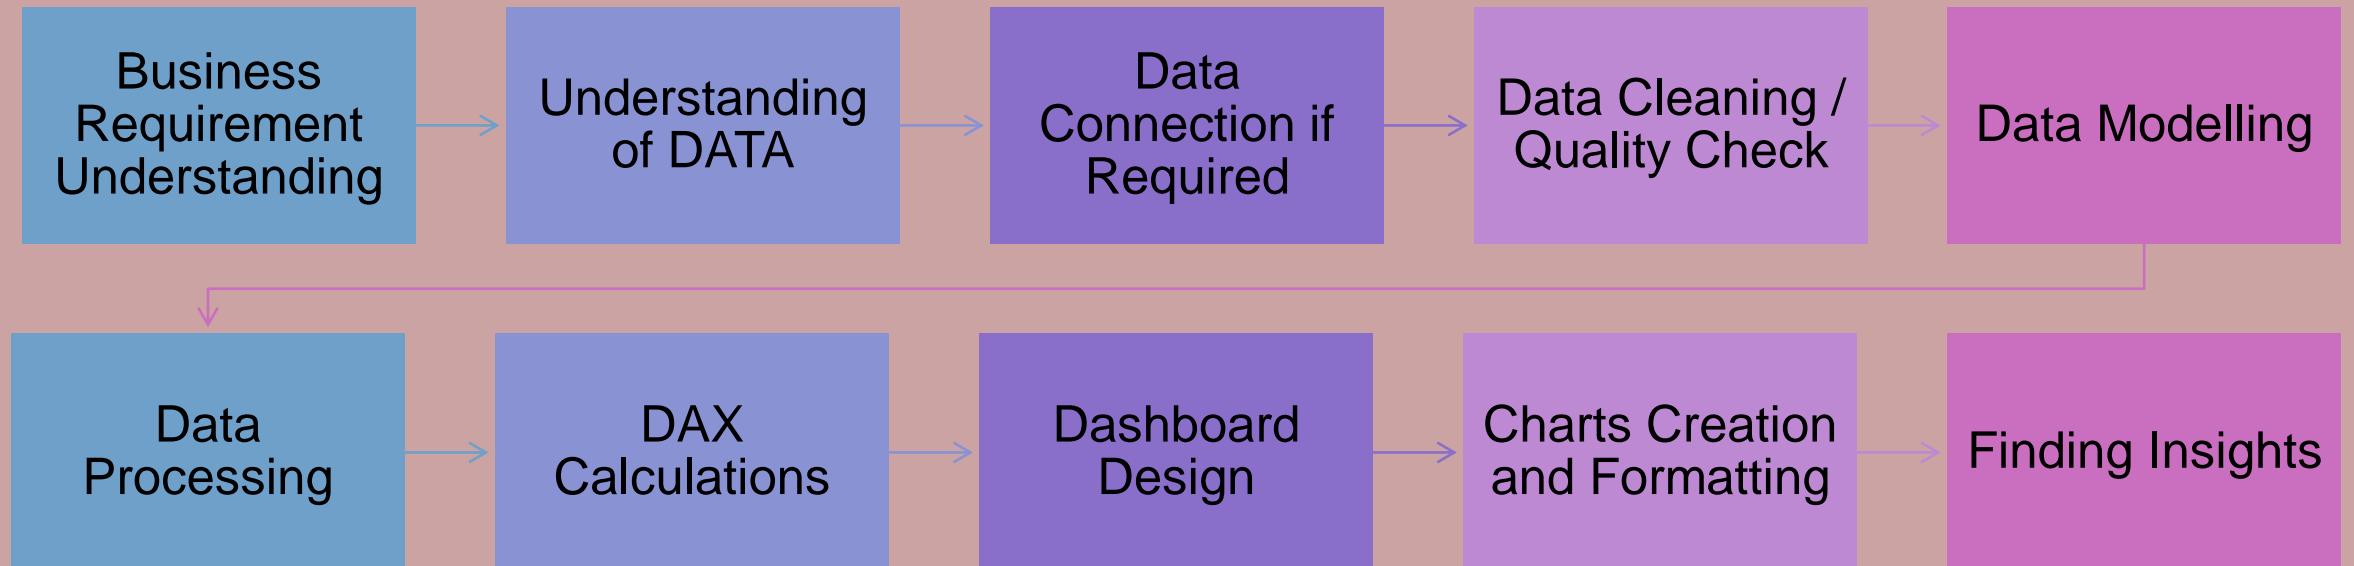 Business
Requirement
Understanding
Understanding
of DATA
Data
Connection if
Required
Data Cleaning /
Quality Check
Data Modelling
Data
Processing
DAX
Calculations
Dashboard
Design
Charts Creation
and Formatting
Finding Insights